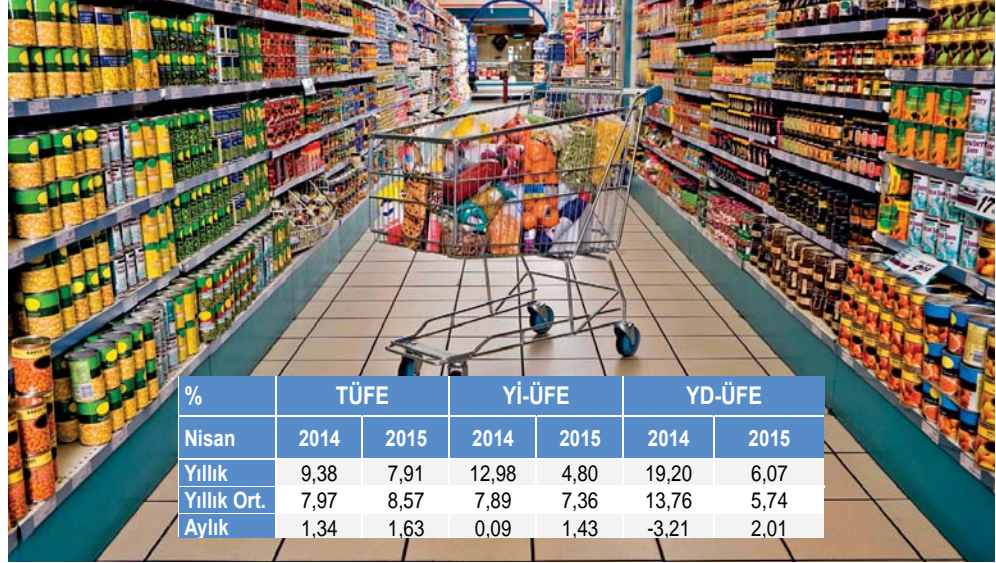 % TÜFE Yİ-ÜFE YD-ÜFE
Nisan 2014 2015 2014 2015 2014 2015
Yıllık 9,38 7,91 12,98 4,80 19,20 6,07
Yıllık Ort. 7,97 8,57 7,89 7,36 13,76 5,74
Aylık 1,34 1,63 0,09 1,43 -3,21 2,01